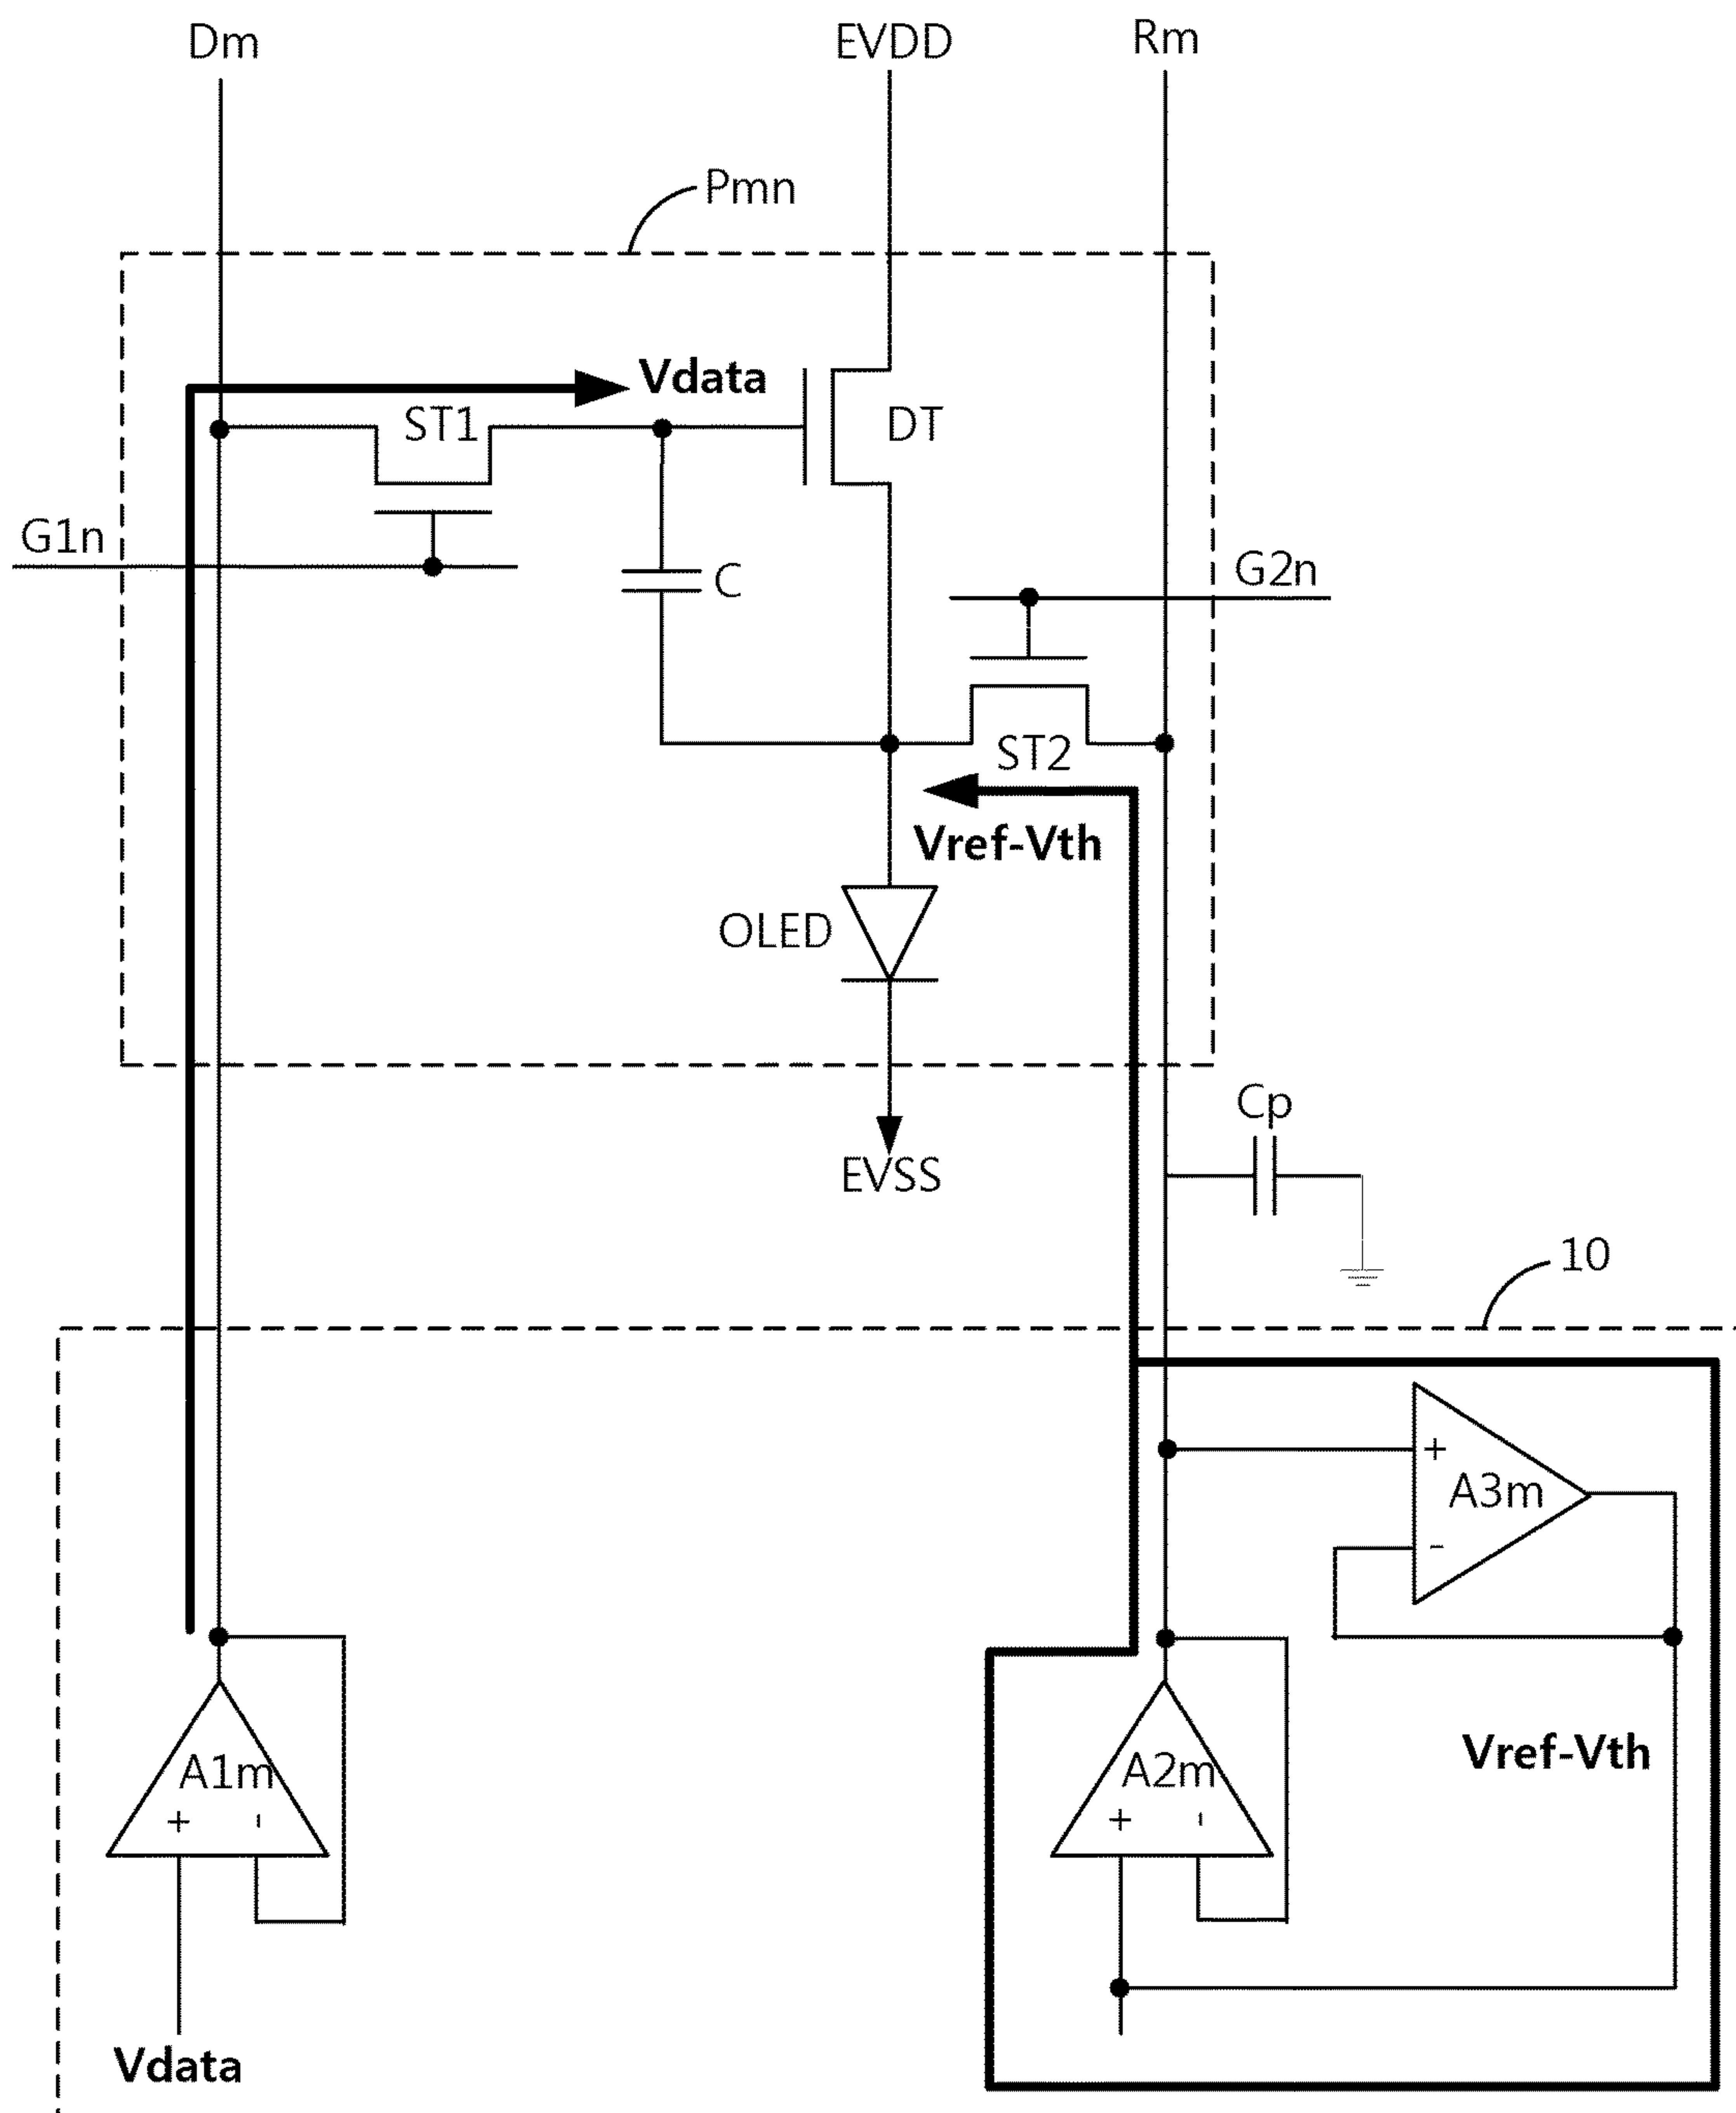 Dm EVDD Rm
Pmn
Vdata
ST1 DT
G1n
C
G2n
ST2
Vref-Vth
OLED
Cp
EVSS
10
+
A3m
-
Vref-Vth
A1m A2m
+ - + -
Vdata